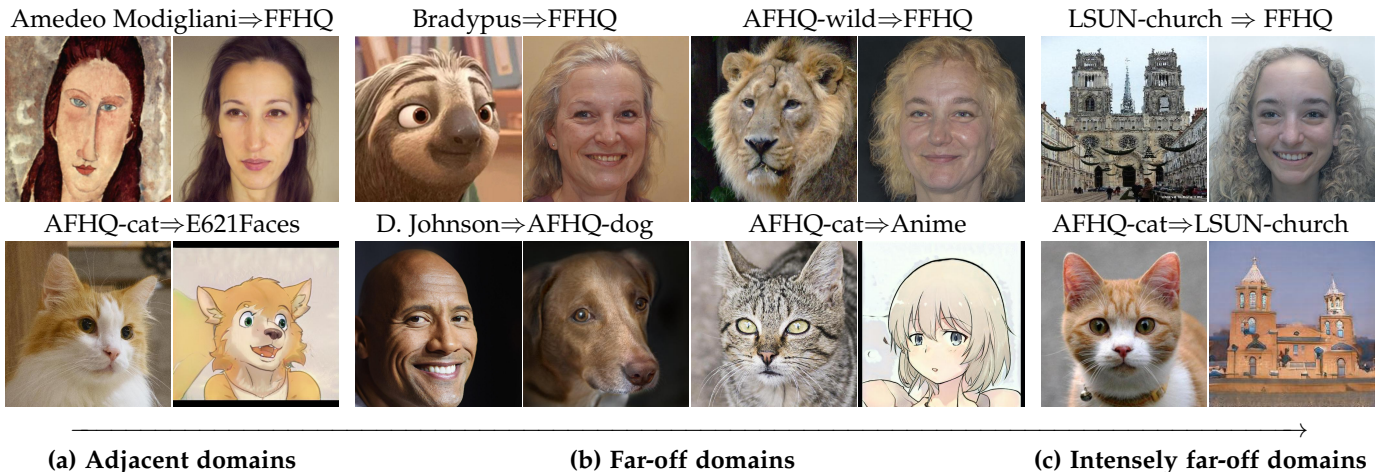 Amedeo Modigliani⇒FFHQ
Bradypus⇒FFHQ
AFHQ-wild⇒FFHQ
LSUN-church ⇒ FFHQ
AFHQ-cat⇒E621Faces
D. Johnson⇒AFHQ-dog
AFHQ-cat⇒Anime
AFHQ-cat⇒LSUN-church
(a) Adjacent domains
(b) Far-off domains
(c) Intensely far-off domains